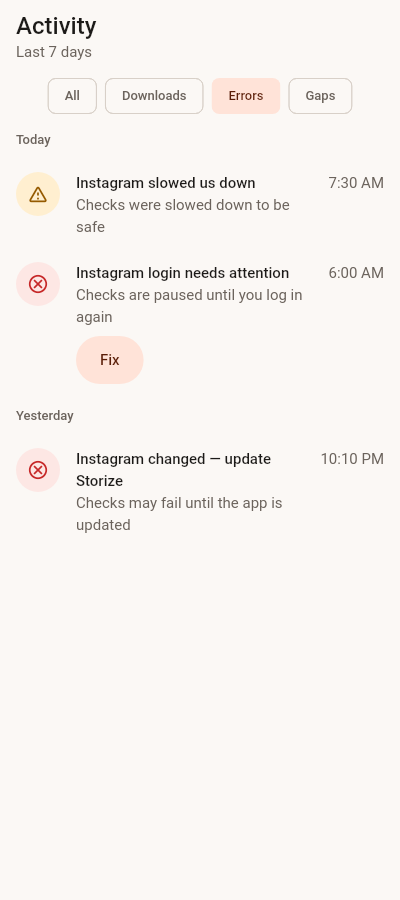 Activity
Last 7 days
All
Downloads
Errors
Gaps
Today
Instagram slowed us down
7:30 AM
Checks were slowed down to be
safe
Instagram login needs attention
6:00 AM
Checks are paused until you log in
again
Fix
Yesterday
Instagram changed — update
10:10 PM
Storize
Checks may fail until the app is
updated